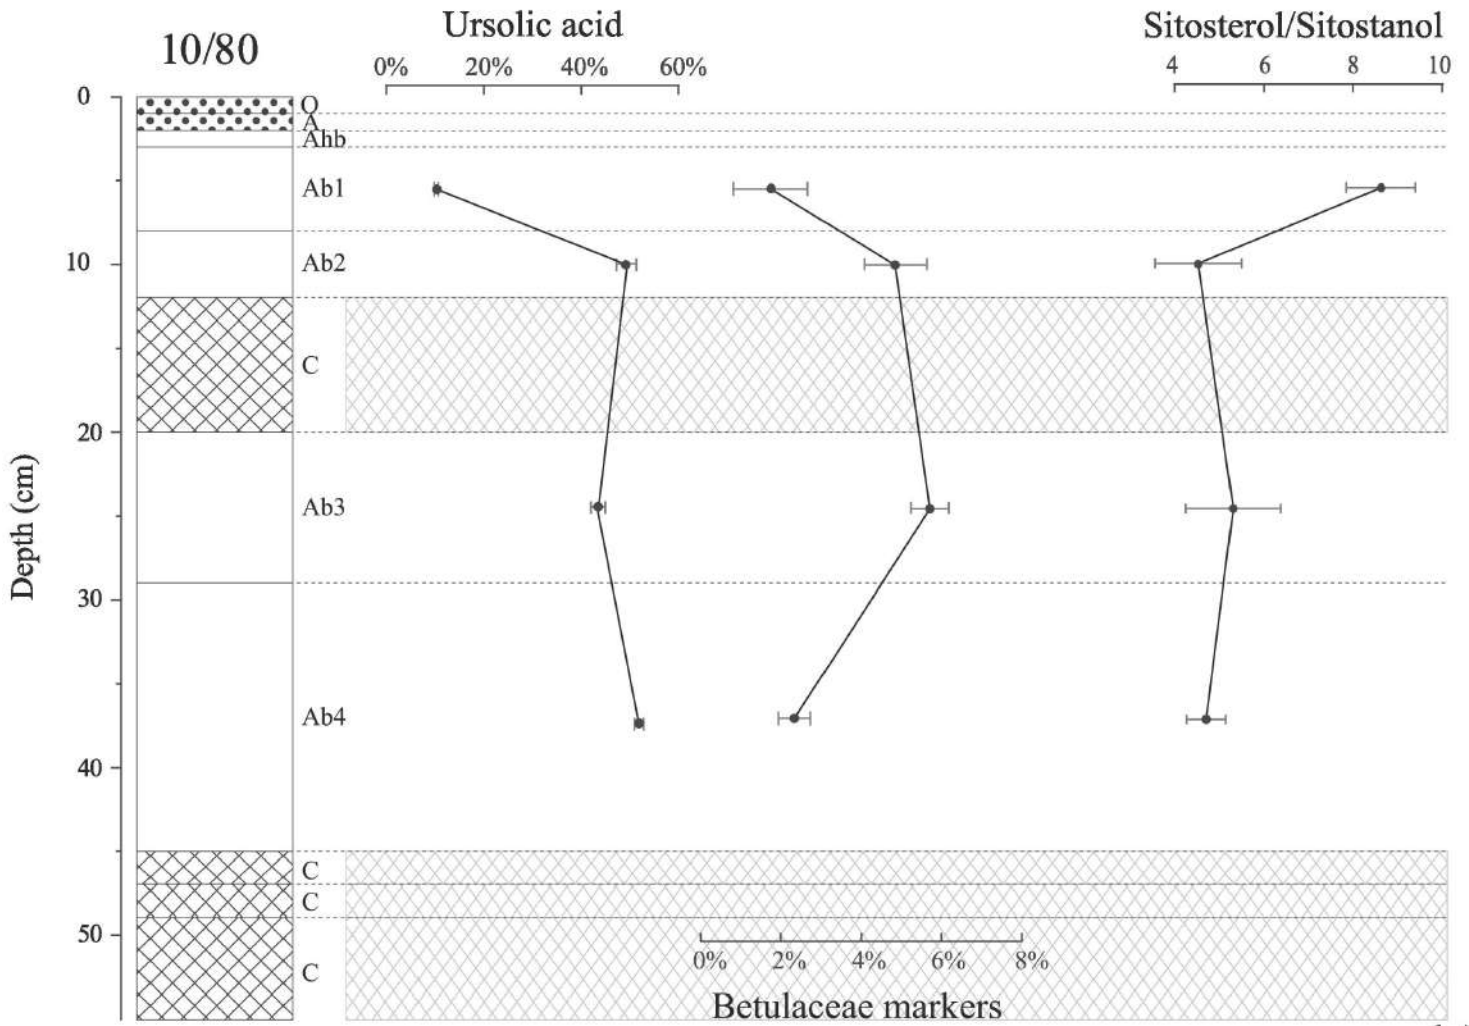 10/80
Ursolic acid
0% 20% 40% 60%
Sitosterol/Sitostanol
4 6 8 10
Depth (cm)
0
10
20
30
40
50
O
A
Ahb
Ab1
Ab2
C
Ab3
Ab4
C
C
C
0% 2% 4% 6% 8%
Betulaceae markers